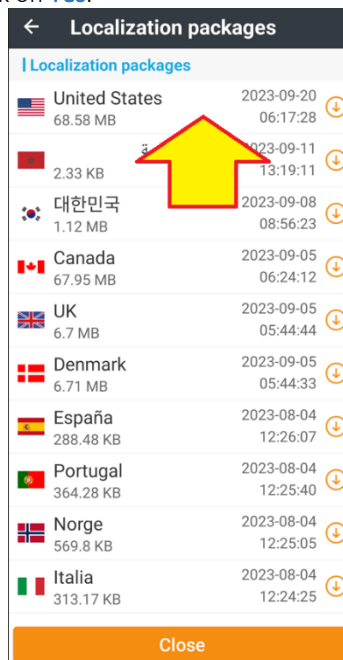 k on Yes.
Localization packages
Localization packages
United States 2023-09-20
68.58 MB 06:17:28
2023-09-11
2.33 KB 13:19:11
대한민국 2023-09-08
1.12 MB 08:56:23
Canada 2023-09-05
67.95 MB 06:24:12
UK 2023-09-05
6.7 MB 05:44:44
Denmark 2023-09-05
6.71 MB 05:44:33
España 2023-08-04
288.48 KB 12:26:07
Portugal 2023-08-04
364.28 KB 12:25:40
Norge 2023-08-04
569.8 KB 12:25:05
Italia 2023-08-04
313.17 KB 12:24:25
Close